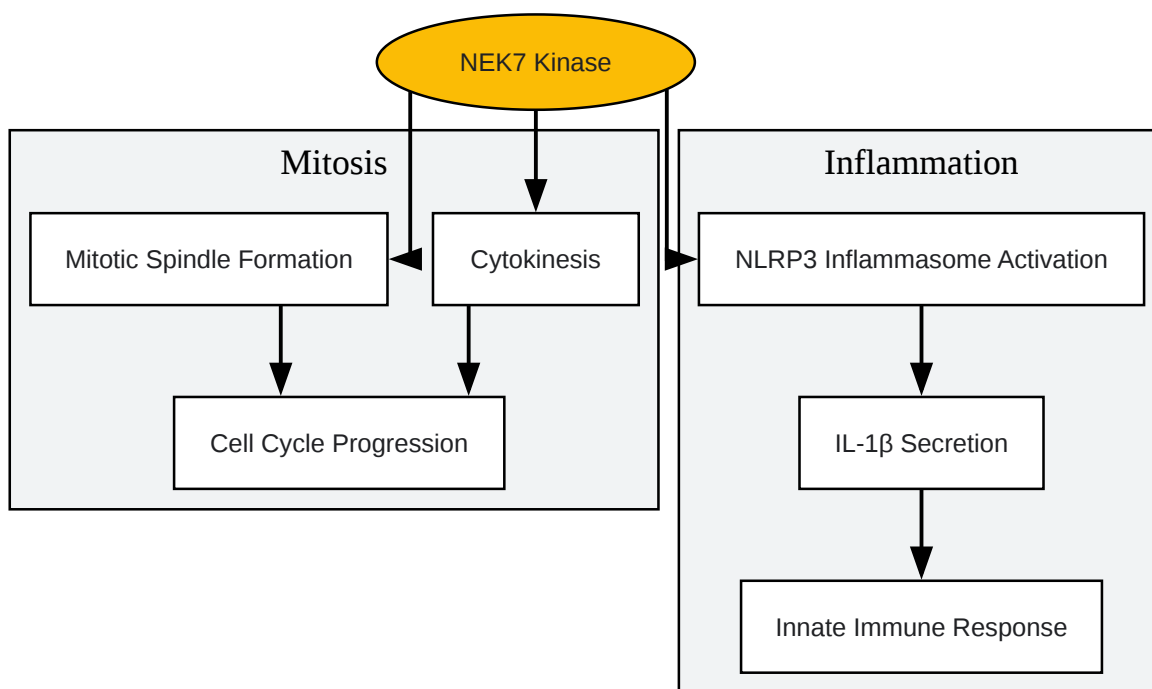 NEK7 Kinase
Mitosis
Inflammation
Mitotic Spindle Formation
Cytokinesis
NLRP3 Inflammasome Activation
Cell Cycle Progression
IL-1β Secretion
Innate Immune Response